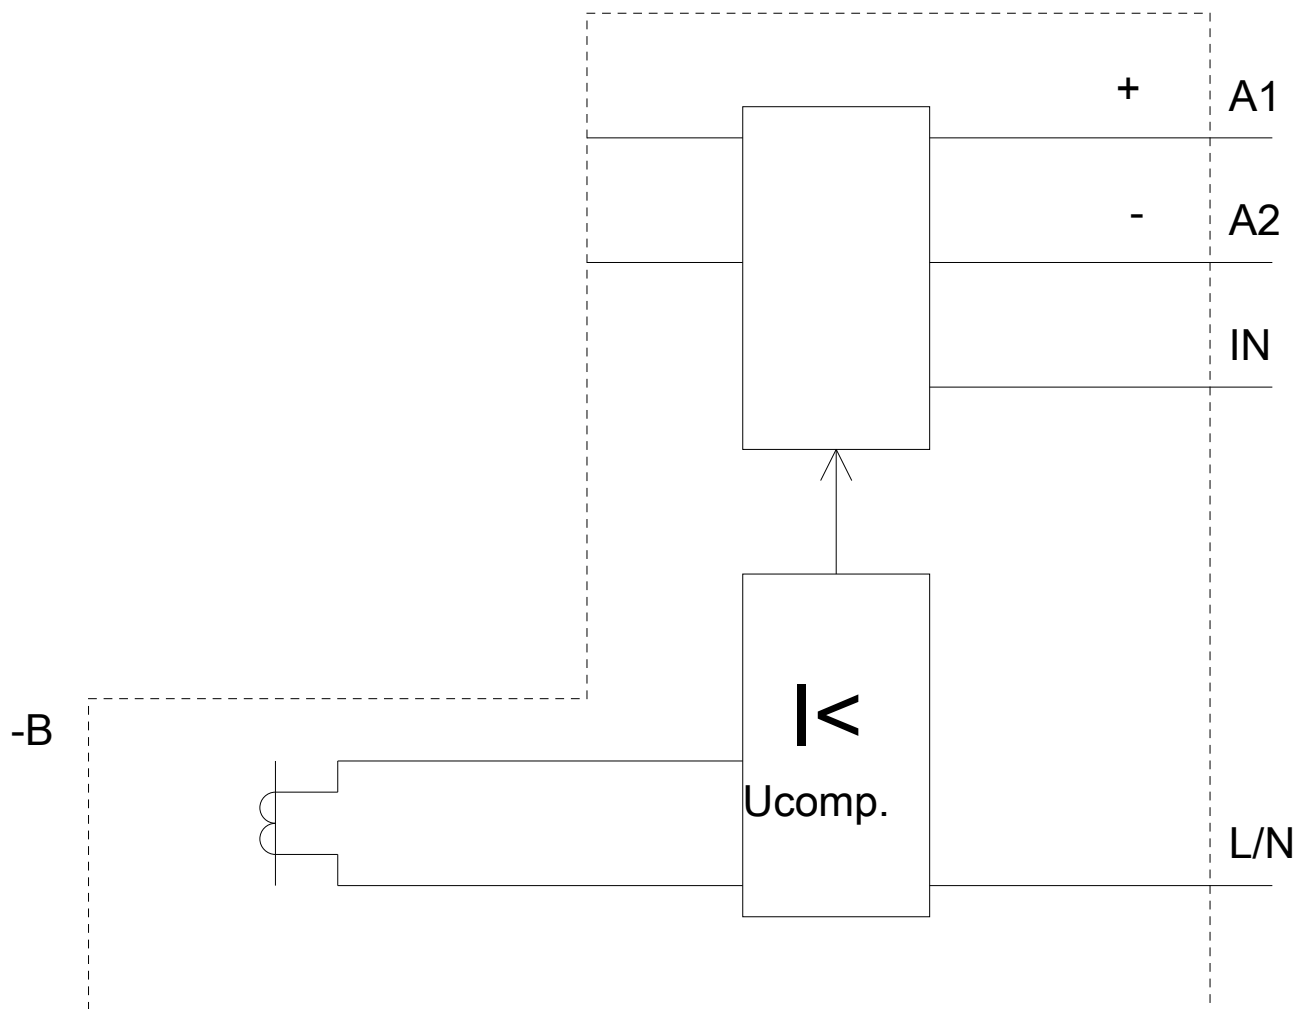 + A1
- A2
IN
-B
I<
Ucomp.
L/N